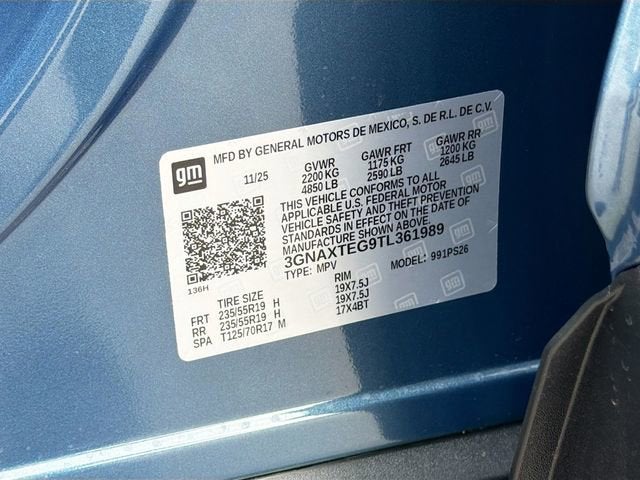 gm MFD BY GENERAL MOTORS DE MEXICO, S. DE R.L. DE C.V.
11/25 GVWR GAWR FRT GAWR RR
2200 KG 1175 KG 1200 KG
4850 LB 2590 LB 2645 LB
THIS VEHICLE CONFORMS TO ALL
APPLICABLE U.S. FEDERAL MOTOR
VEHICLE SAFETY AND THEFT PREVENTION
STANDARDS IN EFFECT ON THE DATE OF
MANUFACTURE SHOWN ABOVE.
3GNAXTEG9TL361989
TYPE: MPV MODEL: 991PS26
136H
TIRE SIZE RIM
FRT 235/55R19 H 19X7.5J
RR 235/55R19 H 19X7.5J
SPA T125/70R17 M 17X4BT